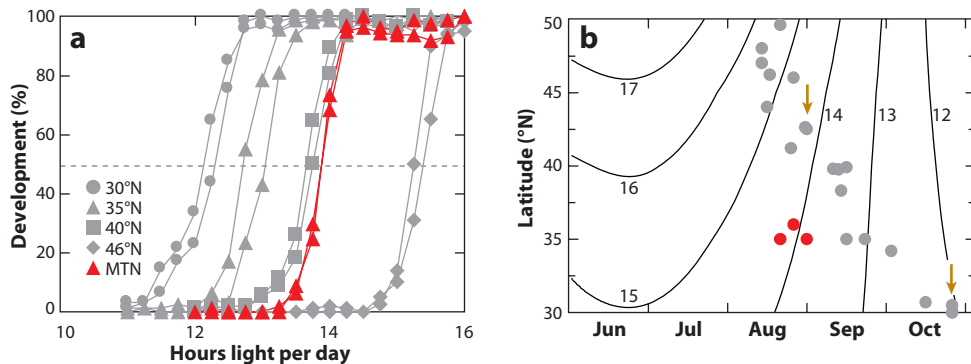 a
Development (%)
100
80
60
40
20
0
30°N
35°N
40°N
46°N
MTN
10
12
14
16
Hours light per day
b
Latitude (°N)
50
45
40
35
30
17
16
15
14
13
12
Jun
Jul
Aug
Sep
Oct